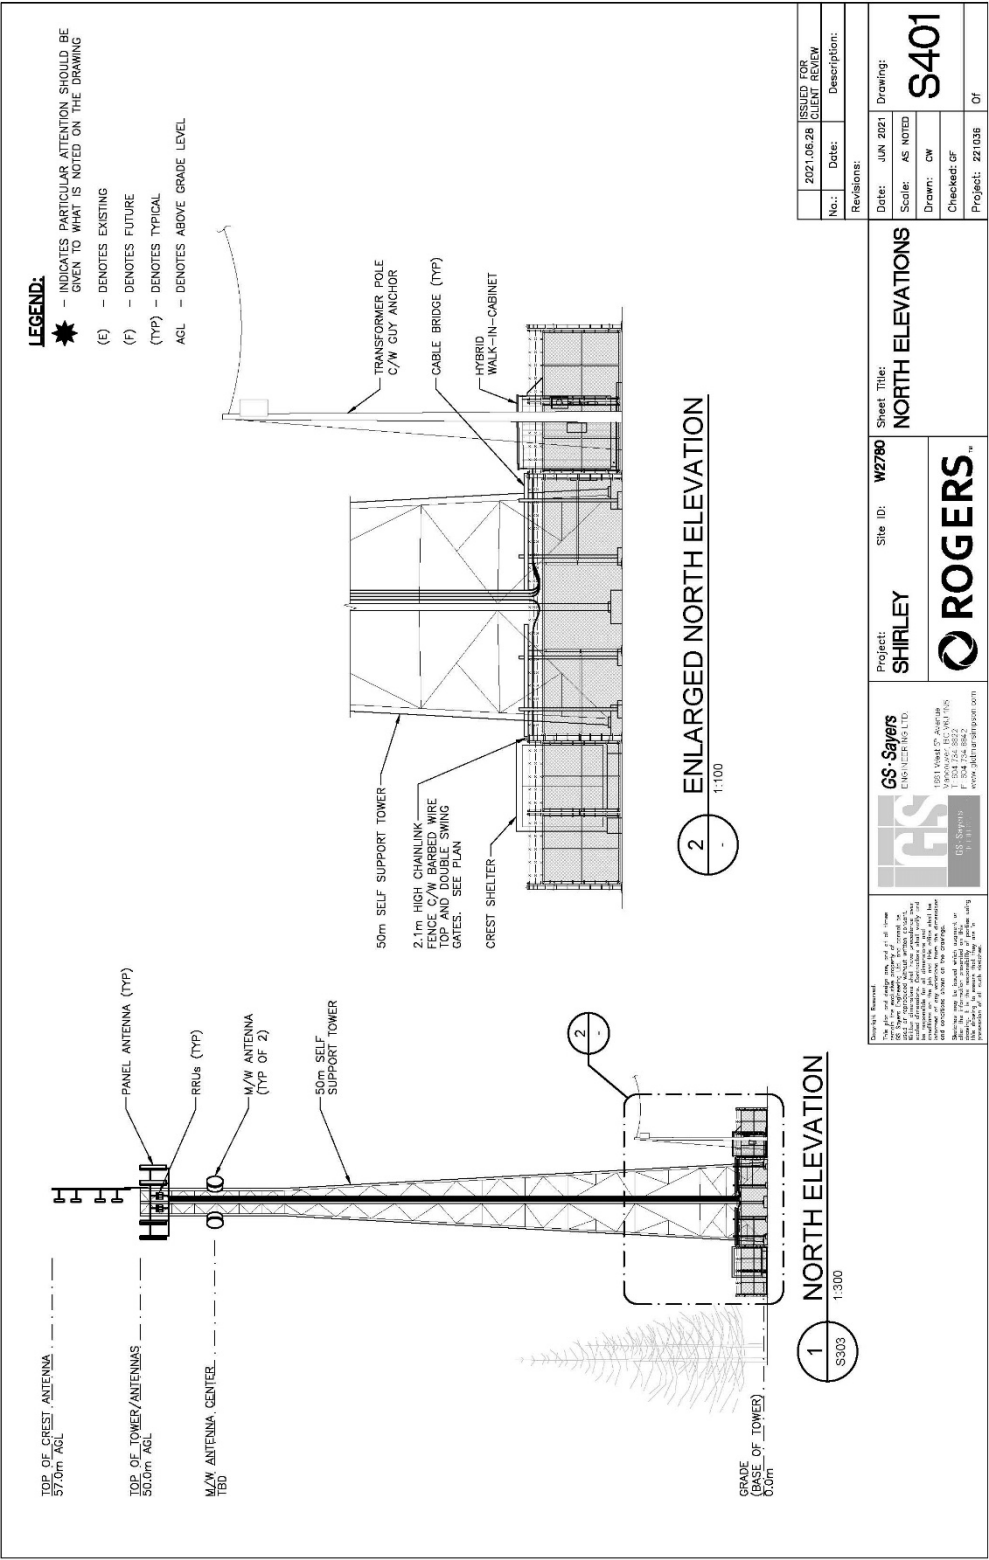 LEGEND:
— INDICATES PARTICULAR ATTENTION SHOULD BE
GIVEN TO WHAT IS NOTED ON THE DRAWING
(E) — DENOTES EXISTING
(F) — DENOTES FUTURE
(TYP) — DENOTES TYPICAL
AGL — DENOTES ABOVE GRADE LEVEL
TOP OF CREST ANTENNA
57.0m AGL
TOP OF TOWER/ANTENNAS
50.0m AGL
M/W ANTENNA CENTER
TBD
GRADE
(BASE OF TOWER)
0.0m
PANEL ANTENNA (TYP)
RRUs (TYP)
M/W ANTENNA
(TYP OF 2)
50m SELF
SUPPORT TOWER
2
-
1
S303
NORTH ELEVATION
1:300
50m SELF SUPPORT TOWER
2.1m HIGH CHAINLINK
FENCE C/W BARBED WIRE
TOP AND DOUBLE SWING
GATES. SEE PLAN
CREST SHELTER
TRANSFORMER POLE
C/W GUY ANCHOR
CABLE BRIDGE (TYP)
HYBRID
WALK-IN-CABINET
2
-
ENLARGED NORTH ELEVATION
1:100
Copyright Reserved.
GS
GS·Sayers
GS·Sayers
ENGINEERING LTD.
Project:
SHIRLEY
Site ID: W2780
ROGERS
Sheet Title:
NORTH ELEVATIONS
2021.06.28 ISSUED FOR
CLIENT REVIEW
No.: Date: Description:
Revisions:
Date: JUN 2021
Scale: AS NOTED
Drawn: CW
Checked: GF
Project: 221036
Drawing:
S401
Of